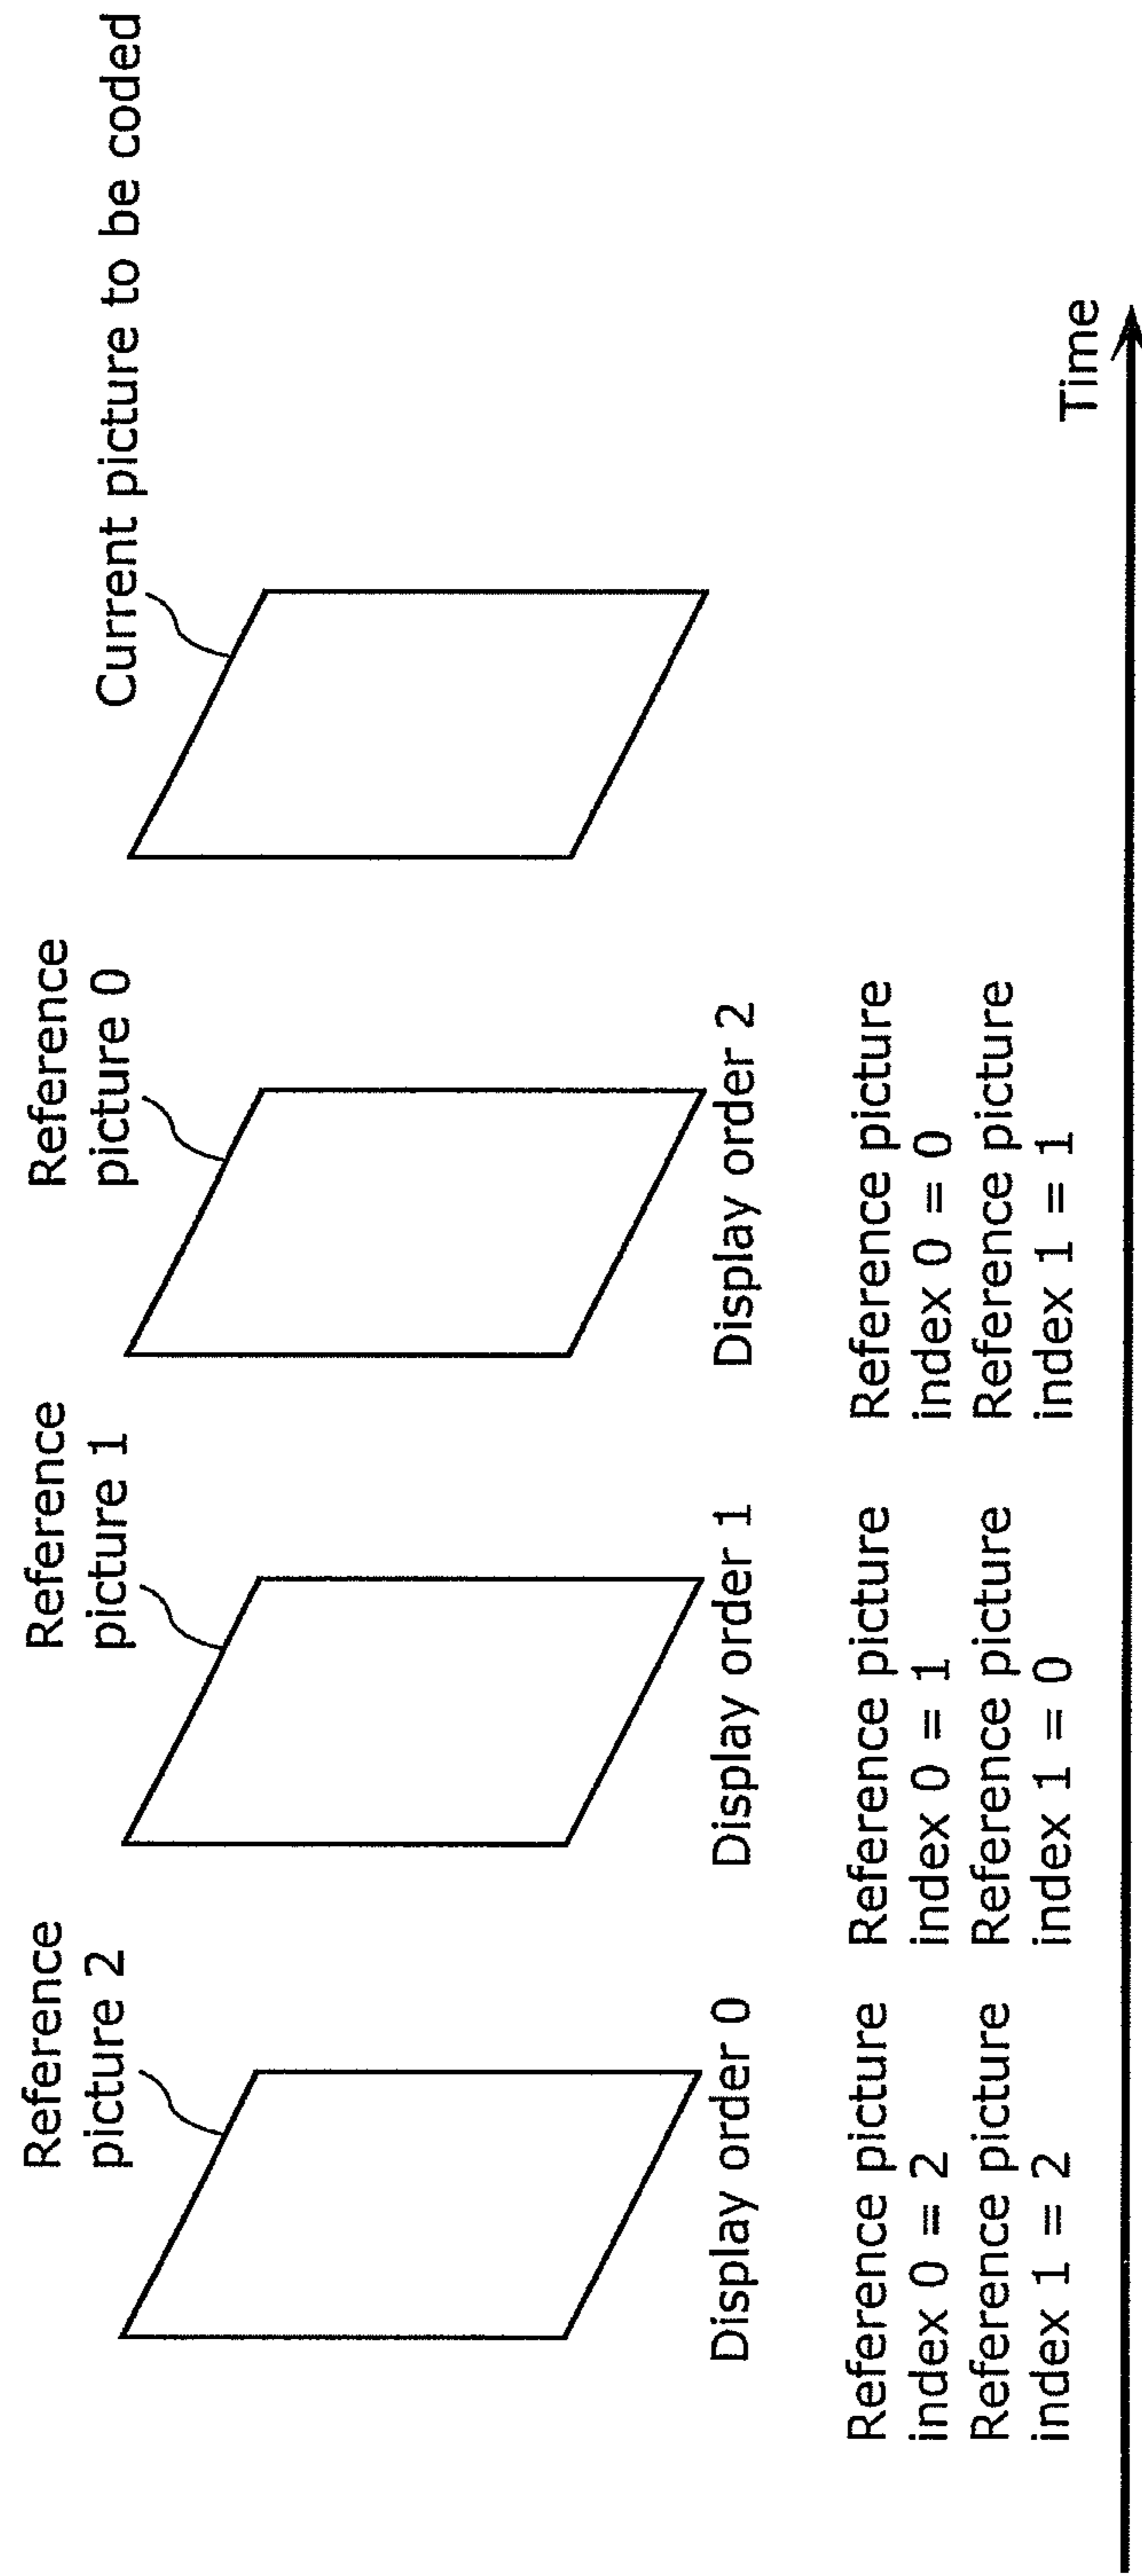 Reference
picture 2
Reference
picture 1
Reference
picture 0
Current picture to be coded
Display order 0
Display order 1
Display order 2
Reference picture
index 0 = 2
Reference picture
index 1 = 2
Reference picture
index 0 = 1
Reference picture
index 1 = 0
Reference picture
index 0 = 0
Reference picture
index 1 = 1
Time